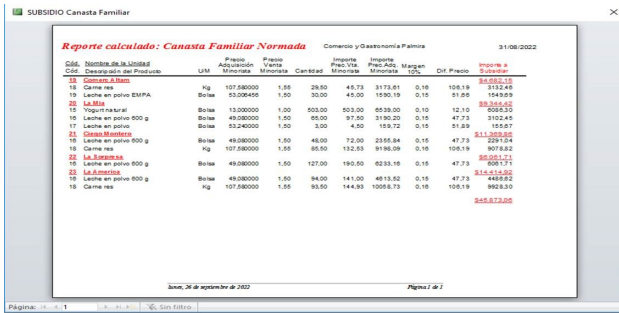 SUBSIDIO Canasta Familiar
Reporte calculado: Canasta Familiar Normada Comercio y Gastronomía Palmira 31/08/2022
Cód. Nombre de la Unidad Precio Adquisición Minorista Precio Venta Minorista Importe Prec.Vta. Minorista Importe Prec.Adq. Minorista Margen 10% Importe a Subsidiar
Cód. Descripción del Producto U/M Cantidad Dif. Precio
19 Comerc Altam $4.682,15
18 Carne res Kg 107,580000 1,55 29,50 45,73 3173,61 0,16 106,19 3132,46
19 Leche en polvo EMPA Bolsa 53,006456 1,50 30,00 45,00 1590,19 0,15 51,66 1549,69
20 La Mia $9.344,42
15 Yogurt natural Bolsa 13,000000 1,00 503,00 503,00 6539,00 0,10 12,10 6086,30
16 Leche en polvo 600 g Bolsa 49,080000 1,50 65,00 97,50 3190,20 0,15 47,73 3102,45
17 Leche en polvo Bolsa 53,240000 1,50 3,00 4,50 159,72 0,15 51,89 155,67
21 Ciego Montero $11.369,86
16 Leche en polvo 600 g Bolsa 49,080000 1,50 48,00 72,00 2355,84 0,15 47,73 2291,04
18 Carne res Kg 107,580000 1,55 85,50 132,53 9198,09 0,16 106,19 9078,82
22 La Sorpresa $6.061,71
16 Leche en polvo 600 g Bolsa 49,080000 1,50 127,00 190,50 6233,16 0,15 47,73 6061,71
23 La America $14.414,92
16 Leche en polvo 600 g Bolsa 49,080000 1,50 94,00 141,00 4613,52 0,15 47,73 4486,62
18 Carne res Kg 107,580000 1,55 93,50 144,93 10058,73 0,16 106,19 9928,30
$45.873,06
lunes, 26 de septiembre de 2022 Página 1 de 1
Página: 1 Sin filtro